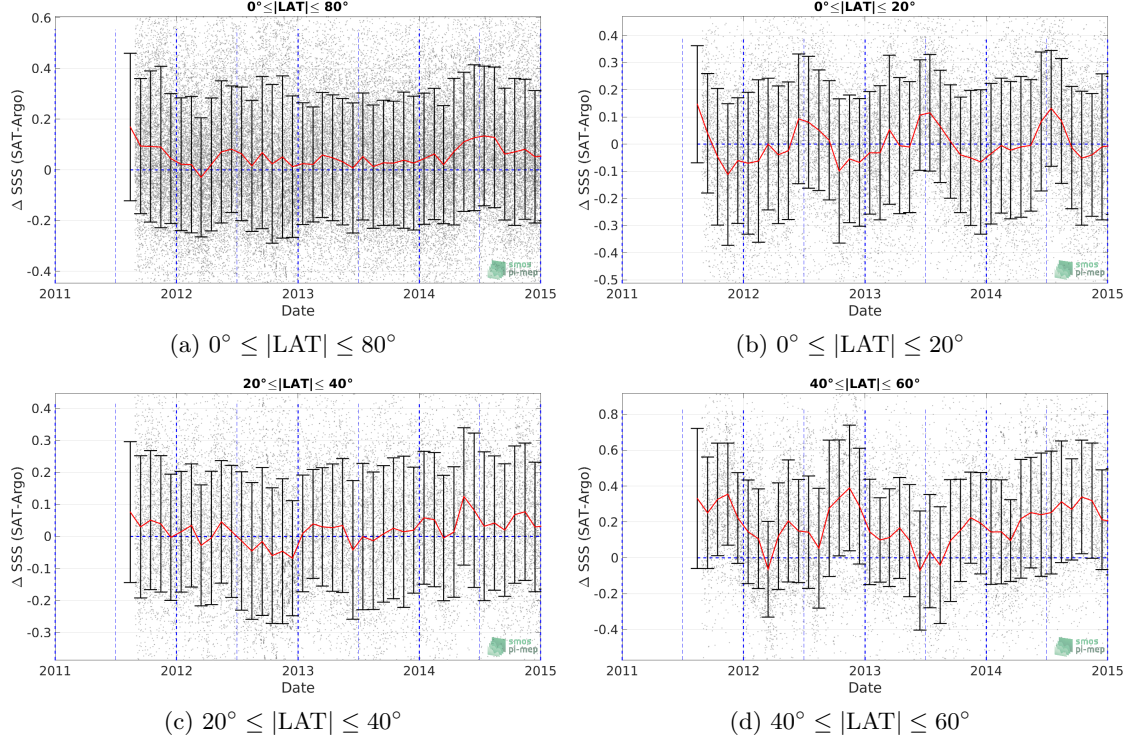 0°≤|LAT|≤ 80°
Δ SSS (SAT-Argo)
0.6
0.4
0.2
0
-0.2
-0.4
2011 2012 2013 2014 2015
Date
smos
pi-mep
(a) 0° ≤ |LAT| ≤ 80°
0°≤|LAT|≤ 20°
Δ SSS (SAT-Argo)
0.4
0.3
0.2
0.1
0
-0.1
-0.2
-0.3
-0.4
-0.5
2011 2012 2013 2014 2015
Date
smos
pi-mep
(b) 0° ≤ |LAT| ≤ 20°
20°≤|LAT|≤ 40°
Δ SSS (SAT-Argo)
0.4
0.3
0.2
0.1
0
-0.1
-0.2
-0.3
2011 2012 2013 2014 2015
Date
smos
pi-mep
(c) 20° ≤ |LAT| ≤ 40°
40°≤|LAT|≤ 60°
Δ SSS (SAT-Argo)
0.8
0.6
0.4
0.2
0
-0.2
-0.4
2011 2012 2013 2014 2015
Date
smos
pi-mep
(d) 40° ≤ |LAT| ≤ 60°